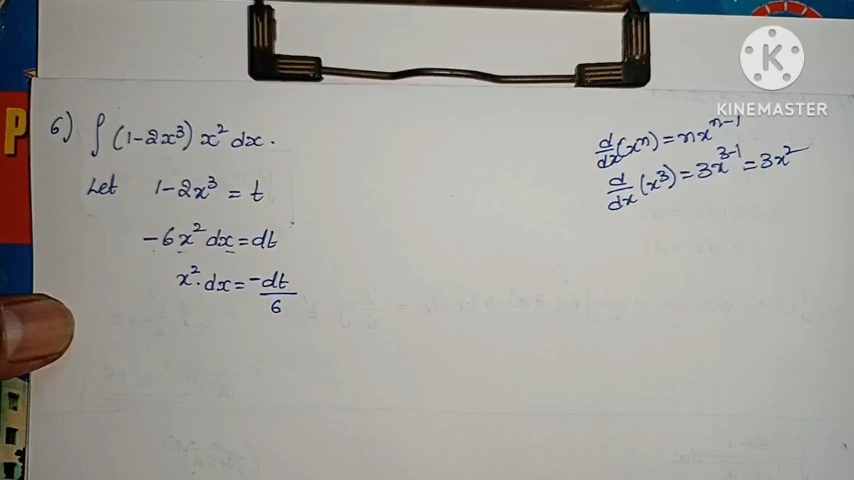 6) ∫ (1-2x³) x² dx.
Let 1-2x³ = t
-6x² dx = dt
x². dx = -dt/6
d/dx (xⁿ) = nxⁿ⁻¹
d/dx (x³) = 3x³⁻¹ = 3x²
K
KINEMASTER
P